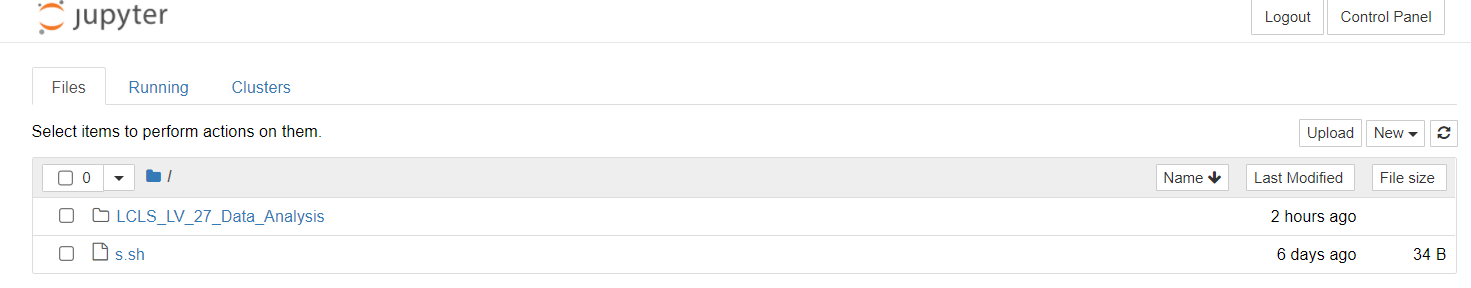 jupyter
Logout Control Panel
Files Running Clusters
Select items to perform actions on them.
Upload New
0 / Name Last Modified File size
LCLS_LV_27_Data_Analysis 2 hours ago
s.sh 6 days ago 34 B